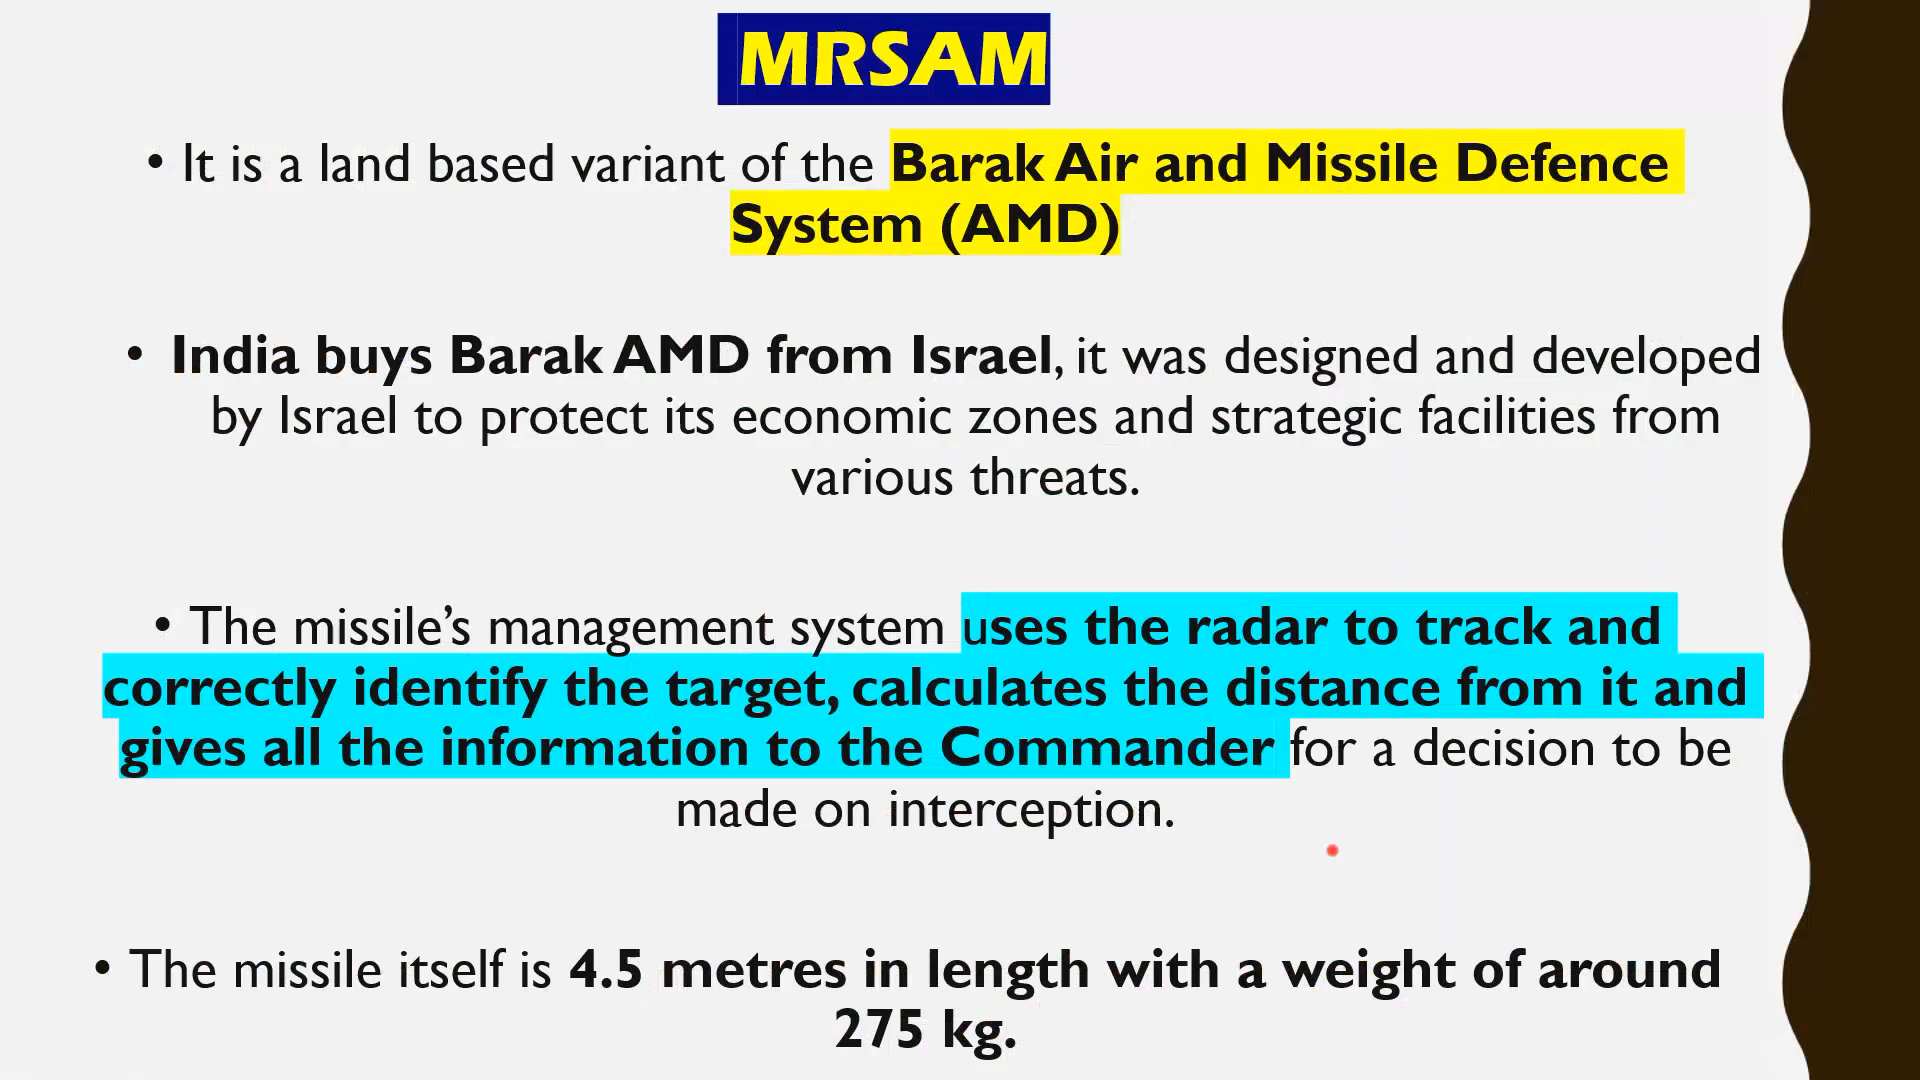 MRSAM
• It is a land based variant of the Barak Air and Missile Defence
System (AMD)
• India buys Barak AMD from Israel, it was designed and developed
by Israel to protect its economic zones and strategic facilities from
various threats.
• The missile’s management system uses the radar to track and
correctly identify the target, calculates the distance from it and
gives all the information to the Commander for a decision to be
made on interception.
• The missile itself is 4.5 metres in length with a weight of around
275 kg.